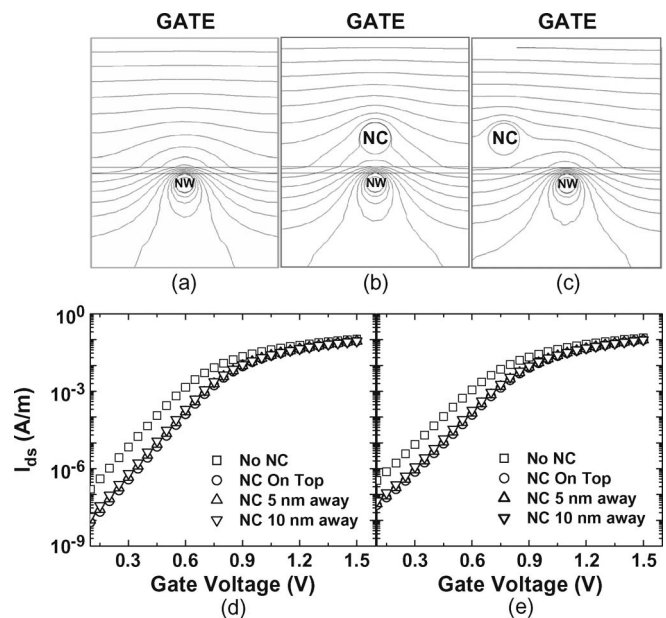 GATE GATE GATE
NC NC
NW NW NW
(a) (b) (c)
10⁰
10⁻³
10⁻⁶
10⁻⁹
I_ds (A/m)
No NC
NC On Top
NC 5 nm away
NC 10 nm away
No NC
NC On Top
NC 5 nm away
NC 10 nm away
0.3 0.6 0.9 1.2 1.5 0.3 0.6 0.9 1.2 1.5
Gate Voltage (V) Gate Voltage (V)
(d) (e)